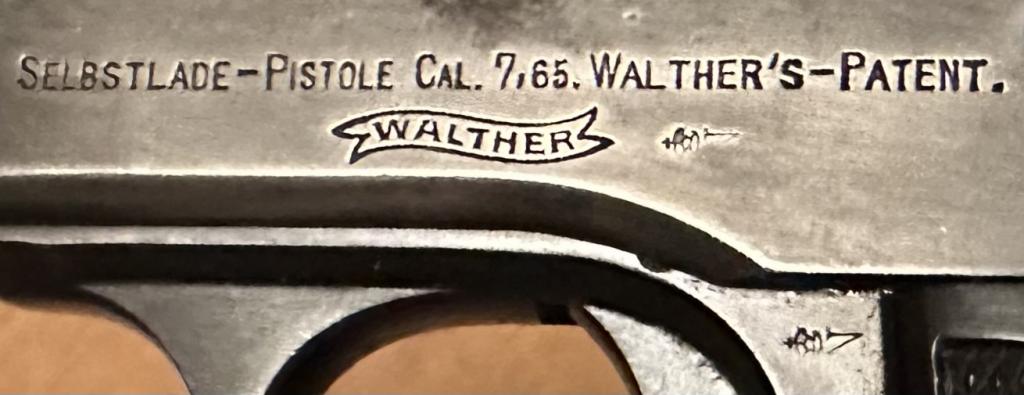 SELBSTLADE-PISTOLE CAL. 7,65. WALTHER'S-PATENT.
WALTHER